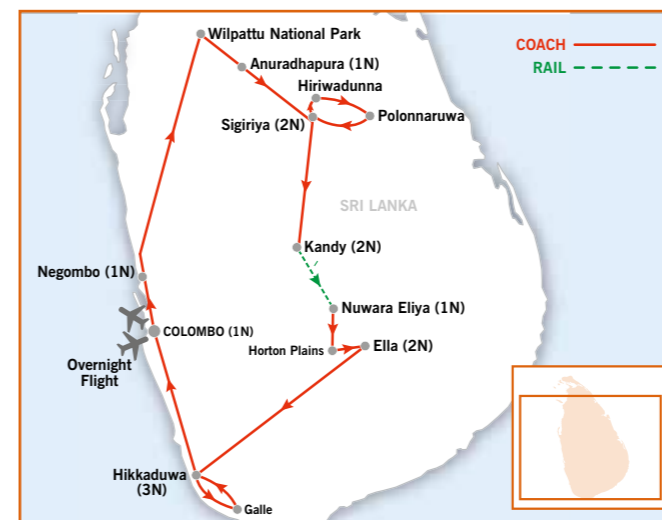 Wilpattu National Park
COACH
Anuradhapura (1N)
RAIL
Hiriwadunna
Sigiriya (2N)
Polonnaruwa
SRI LANKA
Kandy (2N)
Negombo (1N)
Nuwara Eliya (1N)
COLOMBO (1N)
Horton Plains
Ella (2N)
Overnight
Flight
Hikkaduwa
(3N)
Galle